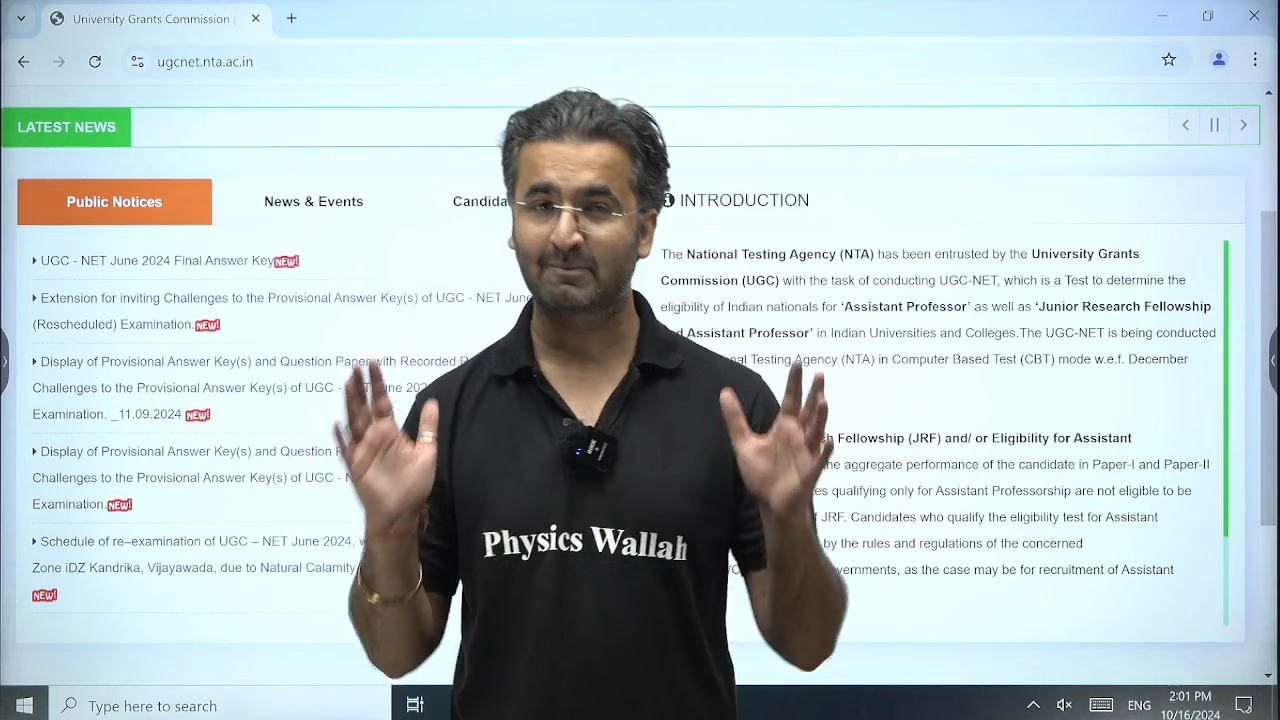 University Grants Commission (
ugcnet.nta.ac.in
LATEST NEWS
Public Notices
News & Events
Candida
INTRODUCTION
UGC - NET June 2024 Final Answer Key NEW!
Extension for inviting Challenges to the Provisional Answer Key(s) of UGC - NET June
(Rescheduled) Examination. NEW!
Display of Provisional Answer Key(s) and Question Paper with Recorded R
Challenges to the Provisional Answer Key(s) of UGC - NET June 202
Examination. _11.09.2024 NEW!
Display of Provisional Answer Key(s) and Question P
Challenges to the Provisional Answer Key(s) of UGC - N
Examination. NEW!
Schedule of re–examination of UGC – NET June 2024, w
Zone iDZ Kandrika, Vijayawada, due to Natural Calamity
NEW!
The National Testing Agency (NTA) has been entrusted by the University Grants
Commission (UGC) with the task of conducting UGC-NET, which is a Test to determine the
eligibility of Indian nationals for ‘Assistant Professor’ as well as ‘Junior Research Fellowship
Assistant Professor’ in Indian Universities and Colleges.The UGC-NET is being conducted
Testing Agency (NTA) in Computer Based Test (CBT) mode w.e.f. December
Fellowship (JRF) and/ or Eligibility for Assistant
the aggregate performance of the candidate in Paper-I and Paper-II
qualifying only for Assistant Professorship are not eligible to be
JRF. Candidates who qualify the eligibility test for Assistant
by the rules and regulations of the concerned
as the case may be for recruitment of Assistant
Physics Wallah
Type here to search
ENG
2:01 PM
10/16/2024